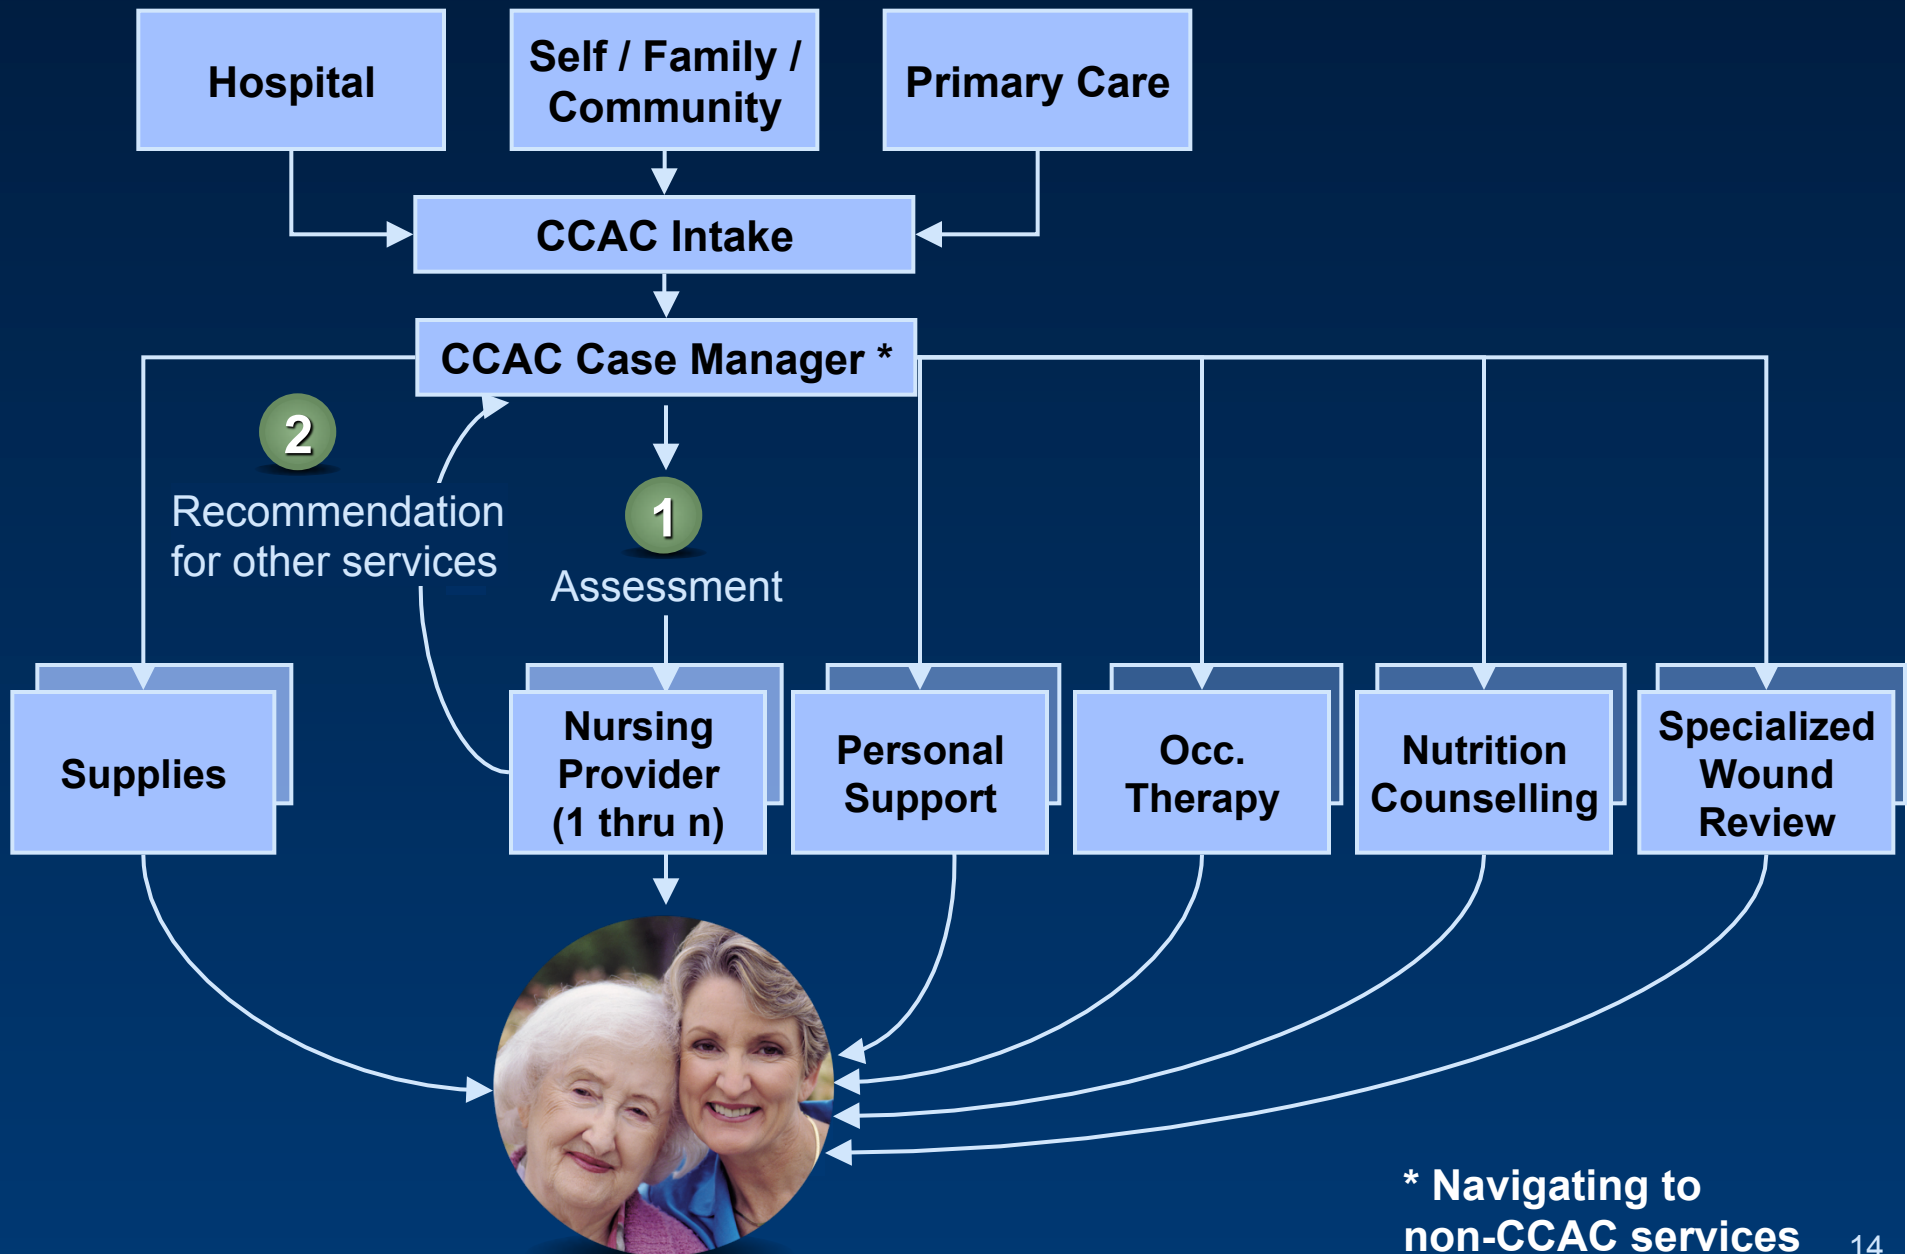 Hospital
Self / Family /
Community
Primary Care
CCAC Intake
CCAC Case Manager *
2
Recommendation
for other services
1
Assessment
Supplies
Nursing
Provider
(1 thru n)
Personal
Support
Occ.
Therapy
Nutrition
Counselling
Specialized
Wound
Review
* Navigating to
non-CCAC services
14